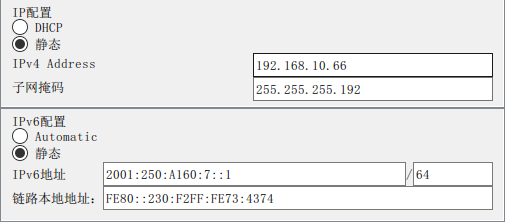 IP配置
DHCP
静态
IPv4 Address 192.168.10.66
子网掩码 255.255.255.192
IPv6配置
Automatic
静态
IPv6地址 2001:250:A160:7::1 / 64
链路本地地址： FE80::230:F2FF:FE73:4374